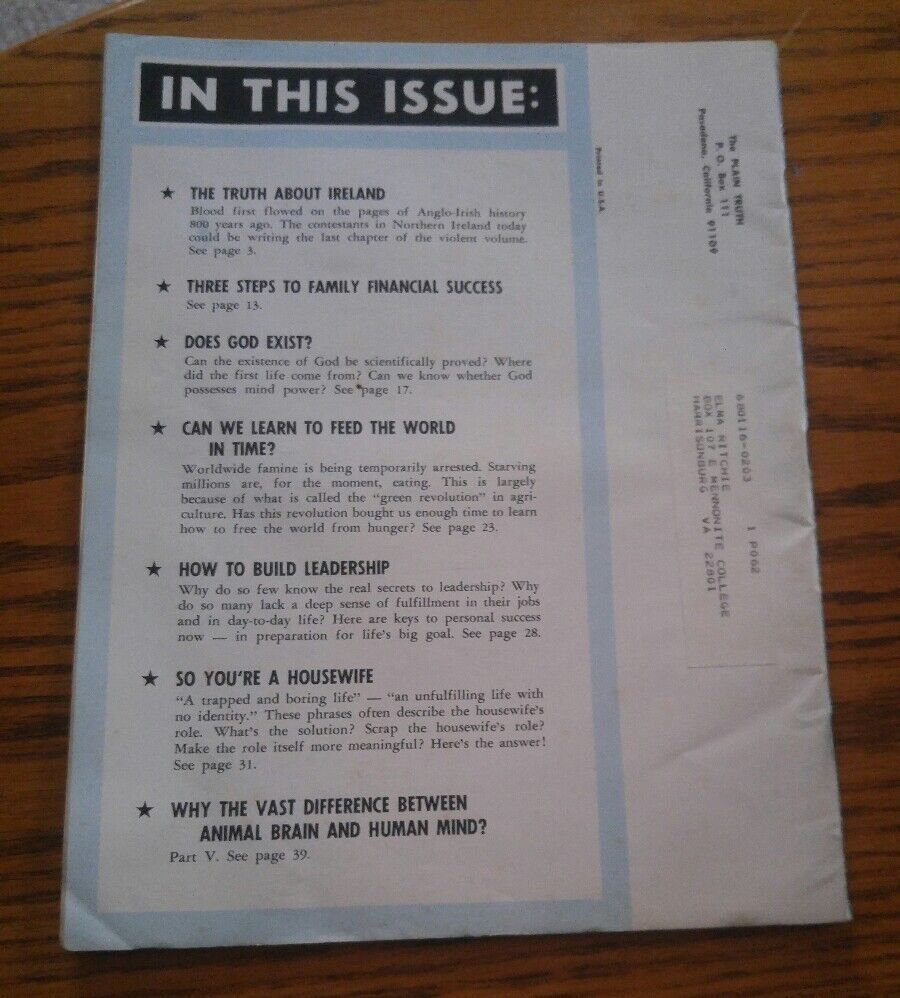 IN THIS ISSUE:
★ THE TRUTH ABOUT IRELAND
Blood first flowed on the pages of Anglo-Irish history
800 years ago. The contestants in Northern Ireland today
could be writing the last chapter of the violent volume.
See page 3.
★ THREE STEPS TO FAMILY FINANCIAL SUCCESS
See page 13.
★ DOES GOD EXIST?
Can the existence of God be scientifically proved? Where
did the first life come from? Can we know whether God
possesses mind power? See page 17.
★ CAN WE LEARN TO FEED THE WORLD
IN TIME?
Worldwide famine is being temporarily arrested. Starving
millions are, for the moment, eating. This is largely
because of what is called the "green revolution" in agri-
culture. Has this revolution bought us enough time to learn
how to free the world from hunger? See page 23.
★ HOW TO BUILD LEADERSHIP
Why do so few know the real secrets to leadership? Why
do so many lack a deep sense of fulfillment in their jobs
and in day-to-day life? Here are keys to personal success
now — in preparation for life's big goal. See page 28.
★ SO YOU'RE A HOUSEWIFE
"A trapped and boring life" — "an unfulfilling life with
no identity." These phrases often describe the housewife's
role. What's the solution? Scrap the housewife's role?
Make the role itself more meaningful? Here's the answer!
See page 31.
★ WHY THE VAST DIFFERENCE BETWEEN
ANIMAL BRAIN AND HUMAN MIND?
Part V. See page 39.
Printed in U.S.A.
The PLAIN TRUTH
P. O. Box 111
Pasadena, California 91109
680116-0203 1 P062
ELMA RITCHIE
BOX 107 E MENNONITE COLLEGE
HARRISONBURG VA 22801